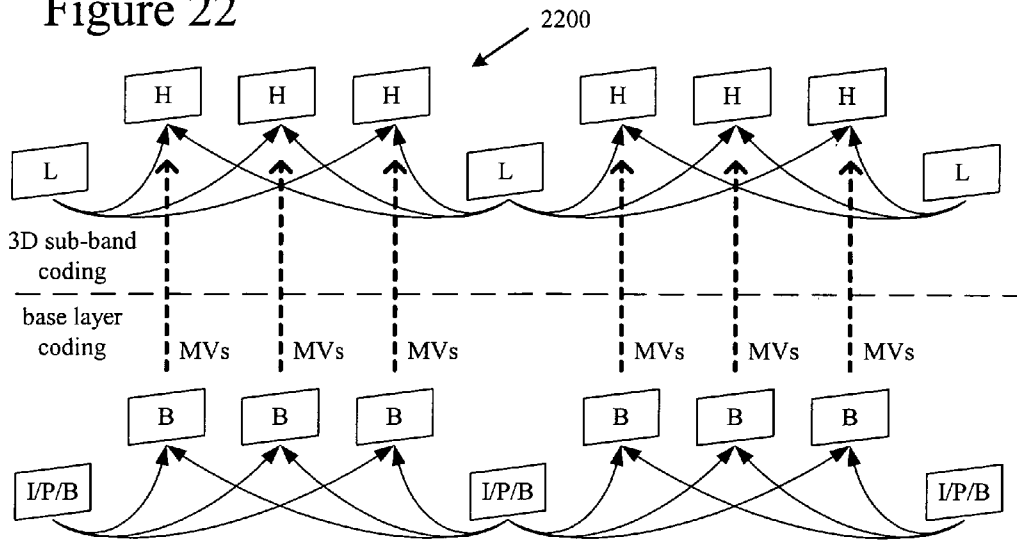 Figure 22
2200
H H H H H H
L L L
3D sub-band
coding
base layer
coding
MVs MVs MVs MVs MVs MVs
B B B B B B
I/P/B I/P/B I/P/B